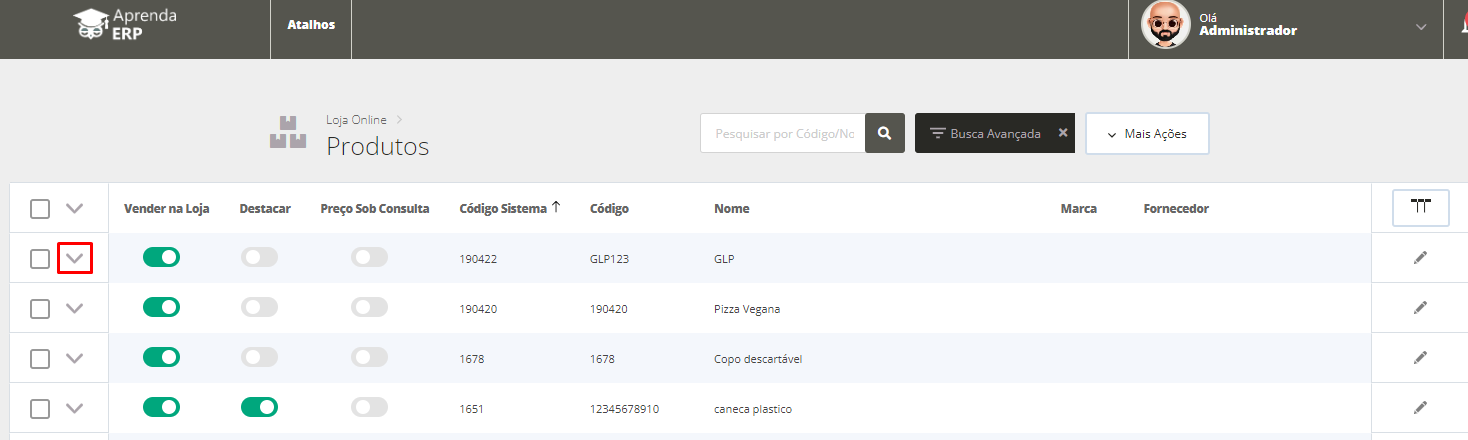 Aprenda
ERP
Atalhos
Olá
Administrador
Loja Online
Produtos
Pesquisar por Código/No
Busca Avançada
Mais Ações
Vender na Loja Destacar Preço Sob Consulta Código Sistema Código Nome Marca Fornecedor
190422 GLP123 GLP
190420 190420 Pizza Vegana
1678 1678 Copo descartável
1651 12345678910 caneca plastico